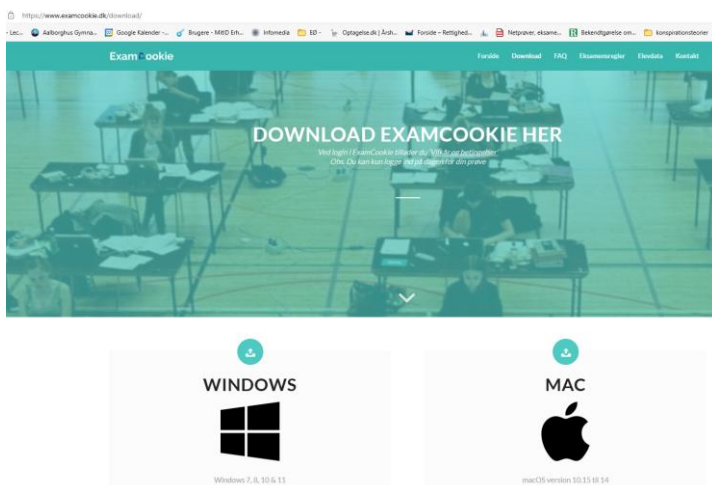 https://www.examcookie.dk/download/
Lec... Aalborghus Gymna... Google Kalender -... Brugere - MitID Erh... Infomedia EØ - Optagelse.dk | Ansh... Forside – Rettighed... Netprøver, eksame... Bekendtgørelse om... konspirationsteorier
ExamCookie Forside Download FAQ Eksamensregler Elevdata Kontakt
DOWNLOAD EXAMCOOKIE HER
Ved login i ExamCookie tillader du 'Vilkår og betingelser'
Obs. Du kan kun logge ind på dagen for din prøve
WINDOWS
MAC
Windows 7, 8, 10 & 11
macOS version 10.15 til 14